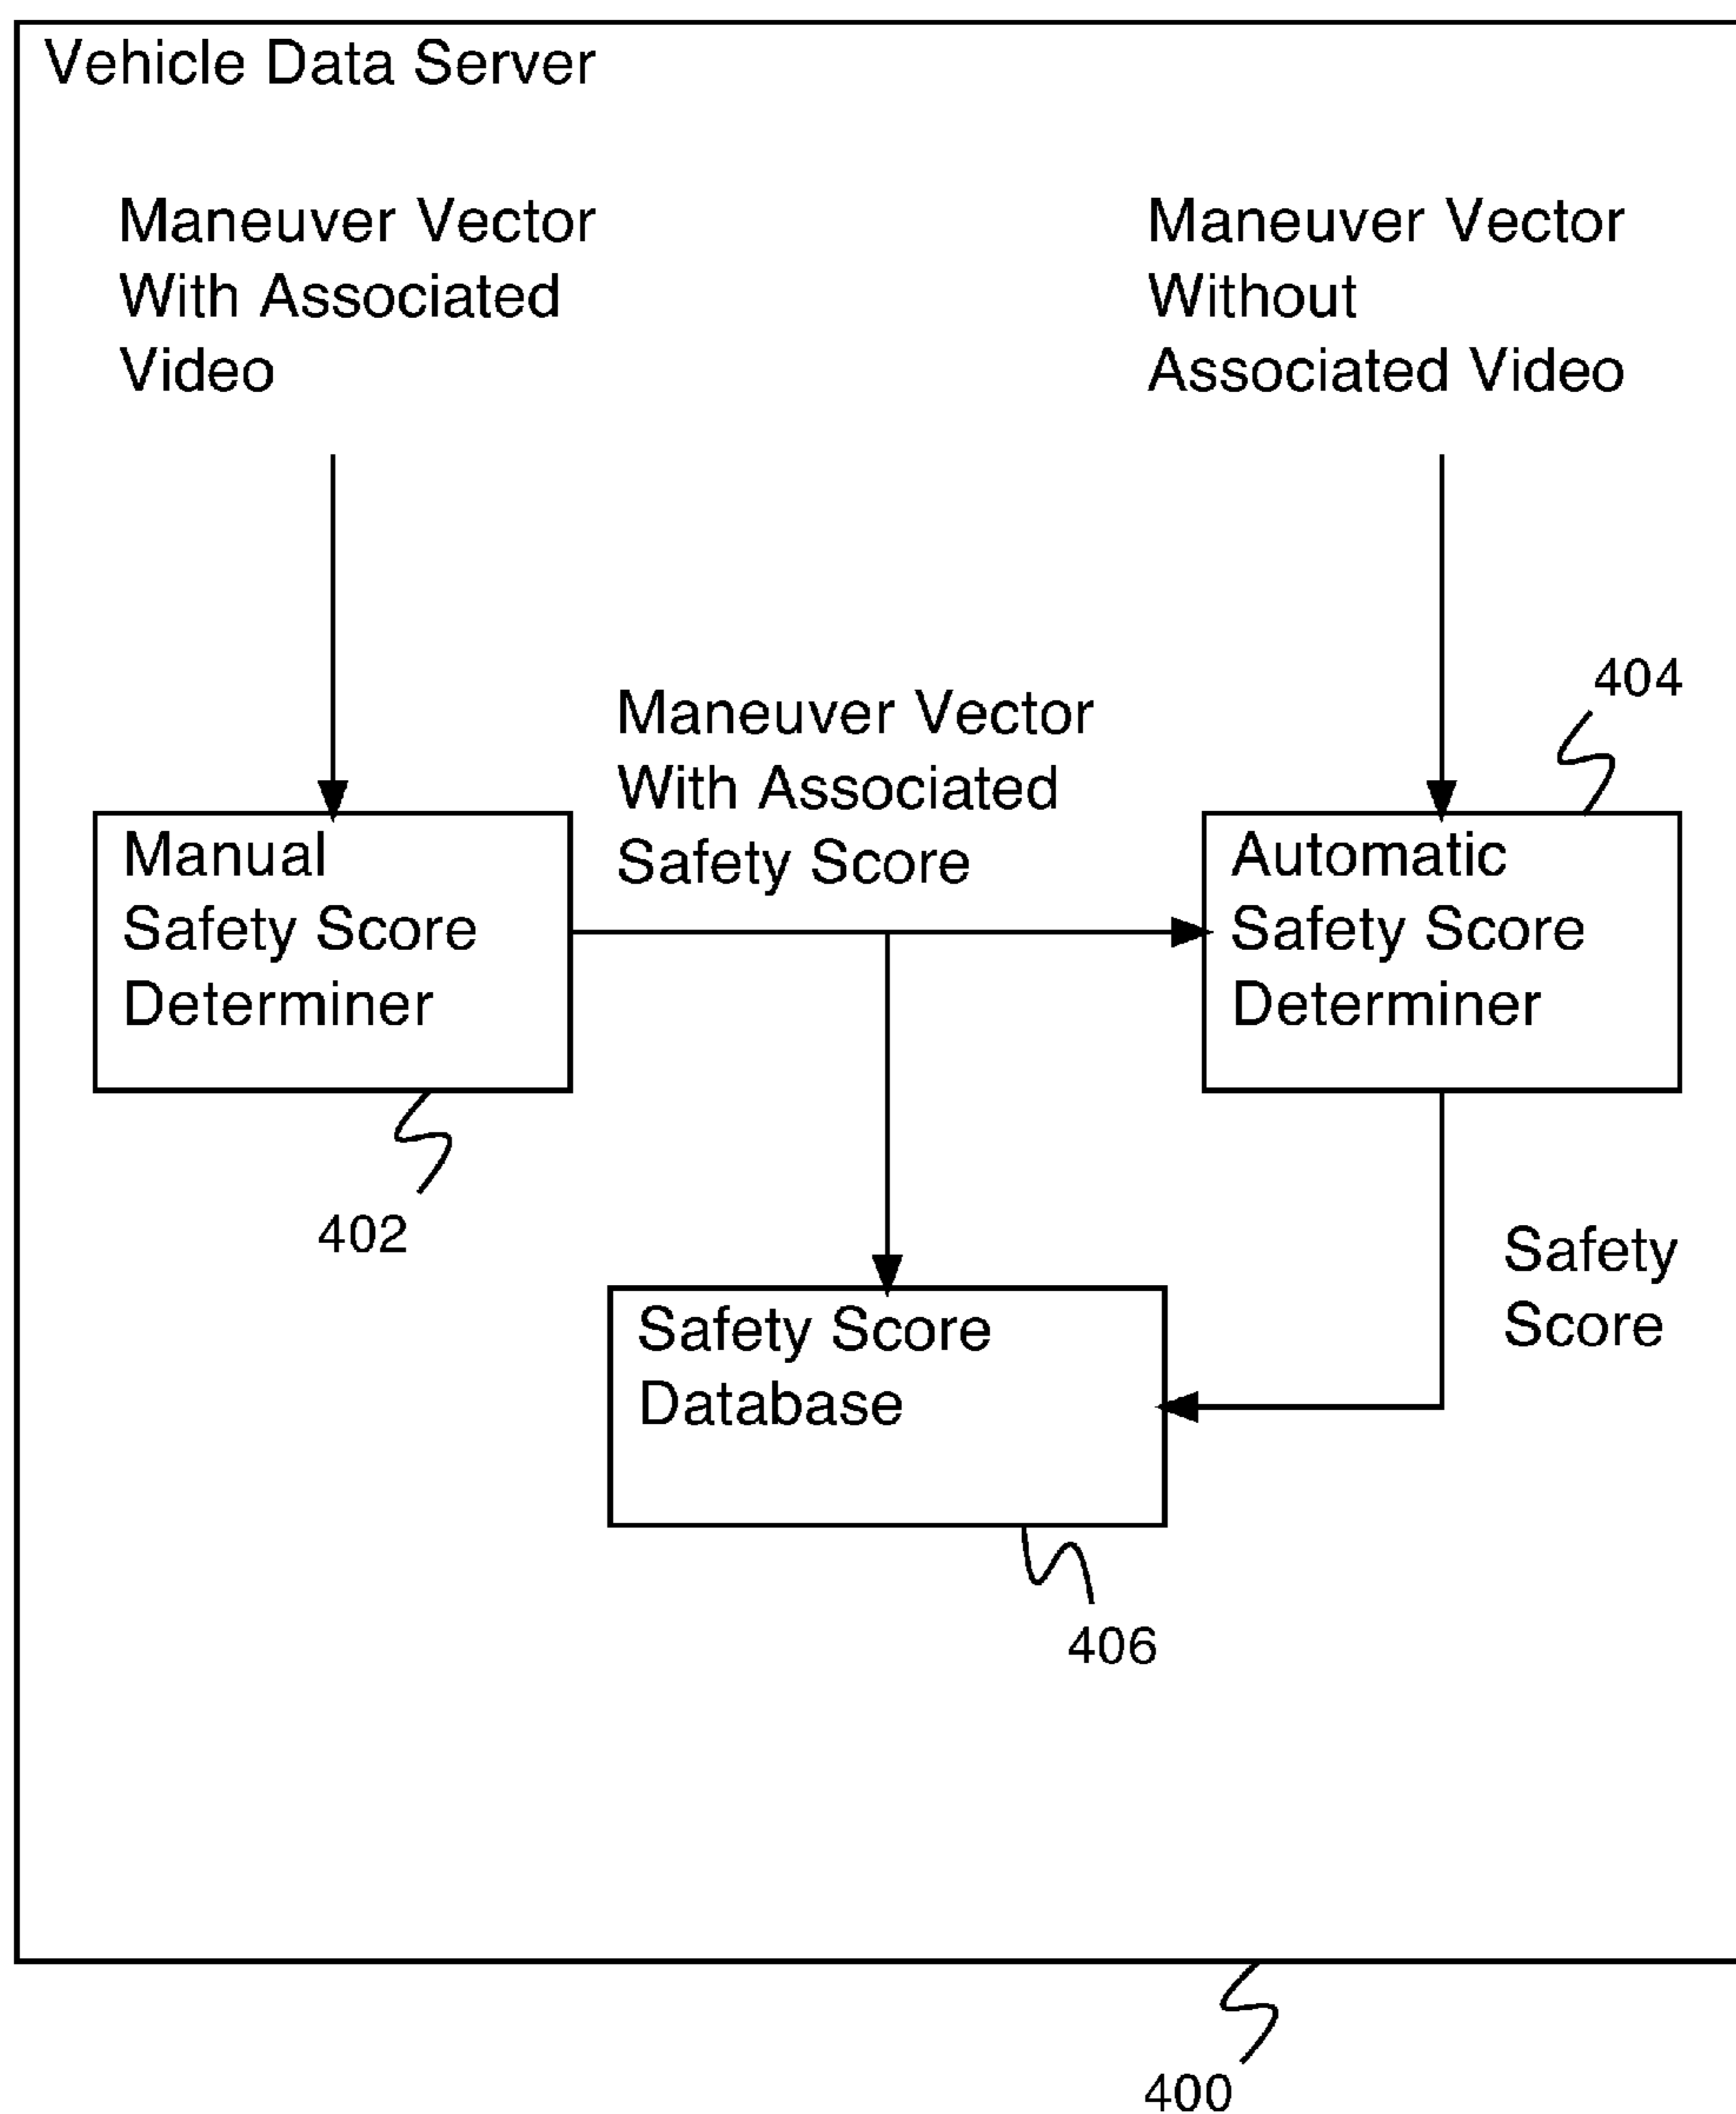 Vehicle Data Server
Maneuver Vector
With Associated
Video
Maneuver Vector
Without
Associated Video
404
Maneuver Vector
With Associated
Safety Score
Manual
Safety Score
Determiner
Automatic
Safety Score
Determiner
402
Safety
Score
Safety Score
Database
406
400